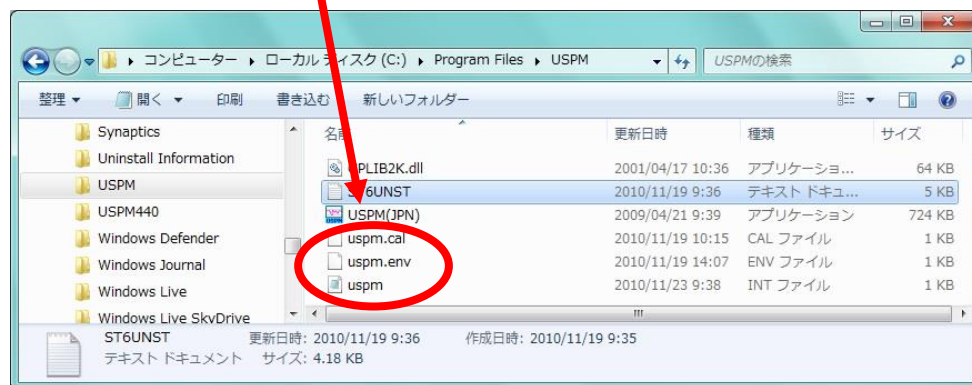 コンピューター ▸ ローカル ディスク (C:) ▸ Program Files ▸ USPM
USPMの検索
整理 開く 印刷 書き込む 新しいフォルダー
Synaptics
Uninstall Information
USPM
USPM440
Windows Defender
Windows Journal
Windows Live
Windows Live SkyDrive
更新日時 種類 サイズ
2001/04/17 10:36 アプリケーショ... 64 KB
2010/11/19 9:36 テキスト ドキュ... 5 KB
USPM(JPN) 2009/04/21 9:39 アプリケーション 724 KB
uspm.cal 2010/11/19 10:15 CAL ファイル 1 KB
uspm.env 2010/11/19 14:07 ENV ファイル 1 KB
uspm 2010/11/23 9:38 INT ファイル 1 KB
ST6UNST 更新日時: 2010/11/19 9:36 作成日時: 2010/11/19 9:35
テキスト ドキュメント サイズ: 4.18 KB